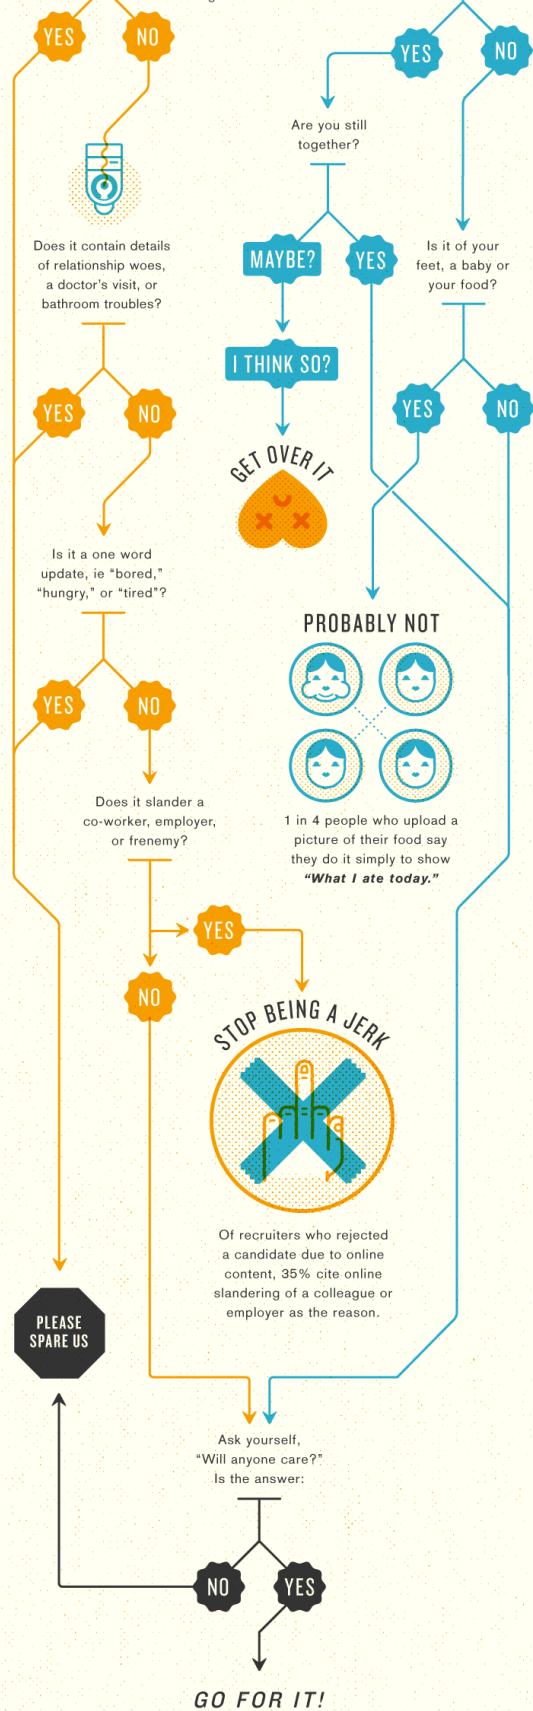 YES
NO
YES
NO
Are you still
together?
Does it contain details
of relationship woes,
a doctor's visit, or
bathroom troubles?
MAYBE?
YES
Is it of your
feet, a baby or
your food?
I THINK SO?
YES
NO
YES
NO
GET OVER IT
Is it a one word
update, ie “bored,”
“hungry,” or “tired”?
PROBABLY NOT
YES
NO
Does it slander a
co-worker, employer,
or frenemy?
1 in 4 people who upload a
picture of their food say
they do it simply to show
“What I ate today.”
YES
NO
STOP BEING A JERK
Of recruiters who rejected
a candidate due to online
content, 35% cite online
slandering of a colleague or
employer as the reason.
PLEASE
SPARE US
Ask yourself,
“Will anyone care?”
Is the answer:
NO
YES
GO FOR IT!